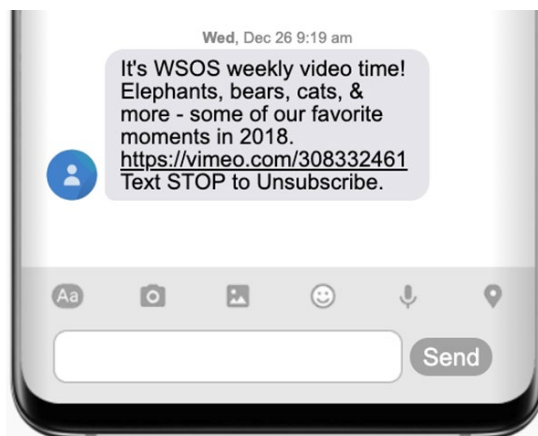 Wed, Dec 26 9:19 am
It's WSOS weekly video time!
Elephants, bears, cats, &
more - some of our favorite
moments in 2018.
https://vimeo.com/308332461
Text STOP to Unsubscribe.
Aa
Send